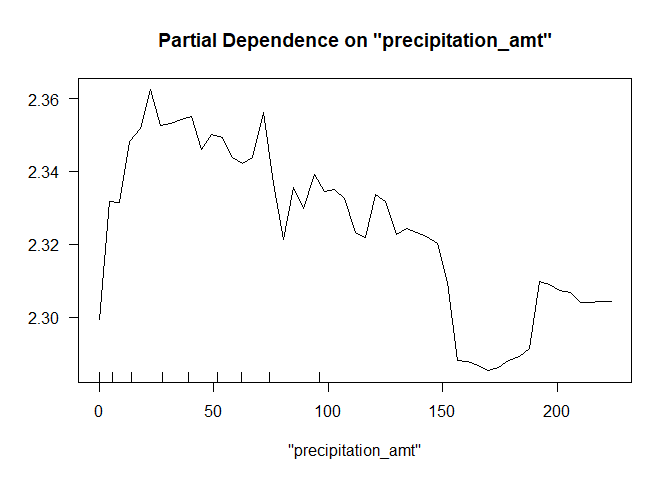 Partial Dependence on "precipitation_amt"
2.36
2.34
2.32
2.30
0 50 100 150 200
"precipitation_amt"